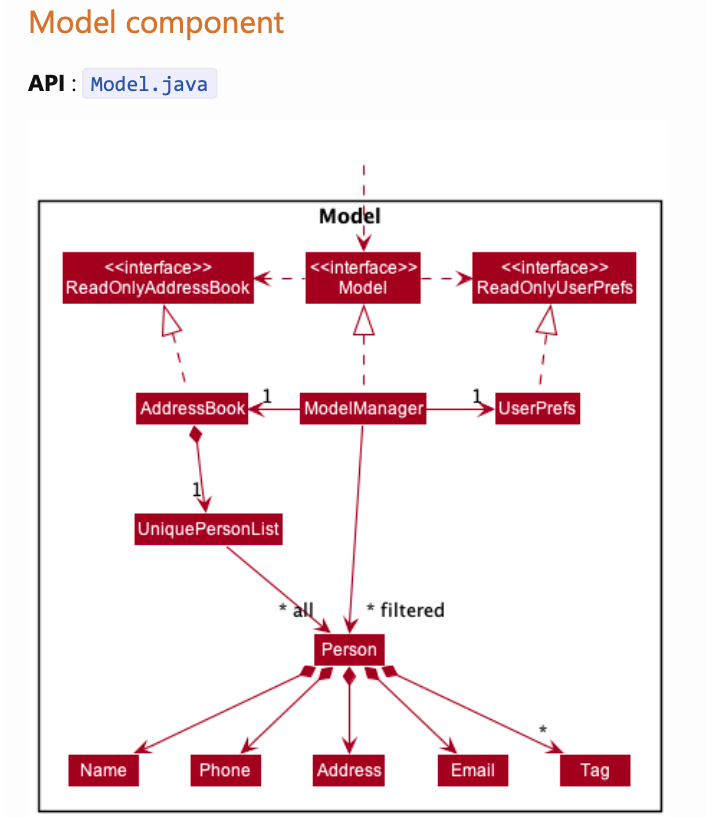 Model component
API : Model.java
Model
<<interface>>
ReadOnlyAddressBook
<<interface>>
Model
<<interface>>
ReadOnlyUserPrefs
AddressBook
1
ModelManager
1
UserPrefs
1
UniquePersonList
* all
* filtered
Person
*
Name
Phone
Address
Email
Tag